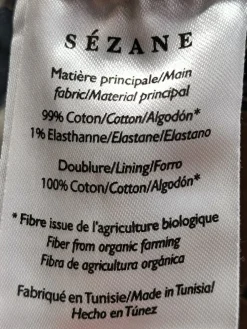 SÉZANE
Matière principale/Main
fabric/Material principal
99% Coton/Cotton/Algodón*
1% Elasthanne/Elastane/Elastano
Doublure/Lining/Forro
100% Coton/Cotton/Algodón*
* Fibre issue de l'agriculture biologique
Fiber from organic farming
Fibra de agricultura orgánica
Fabriqué en Tunisie/Made in Tunisia/
Hecho en Túnez